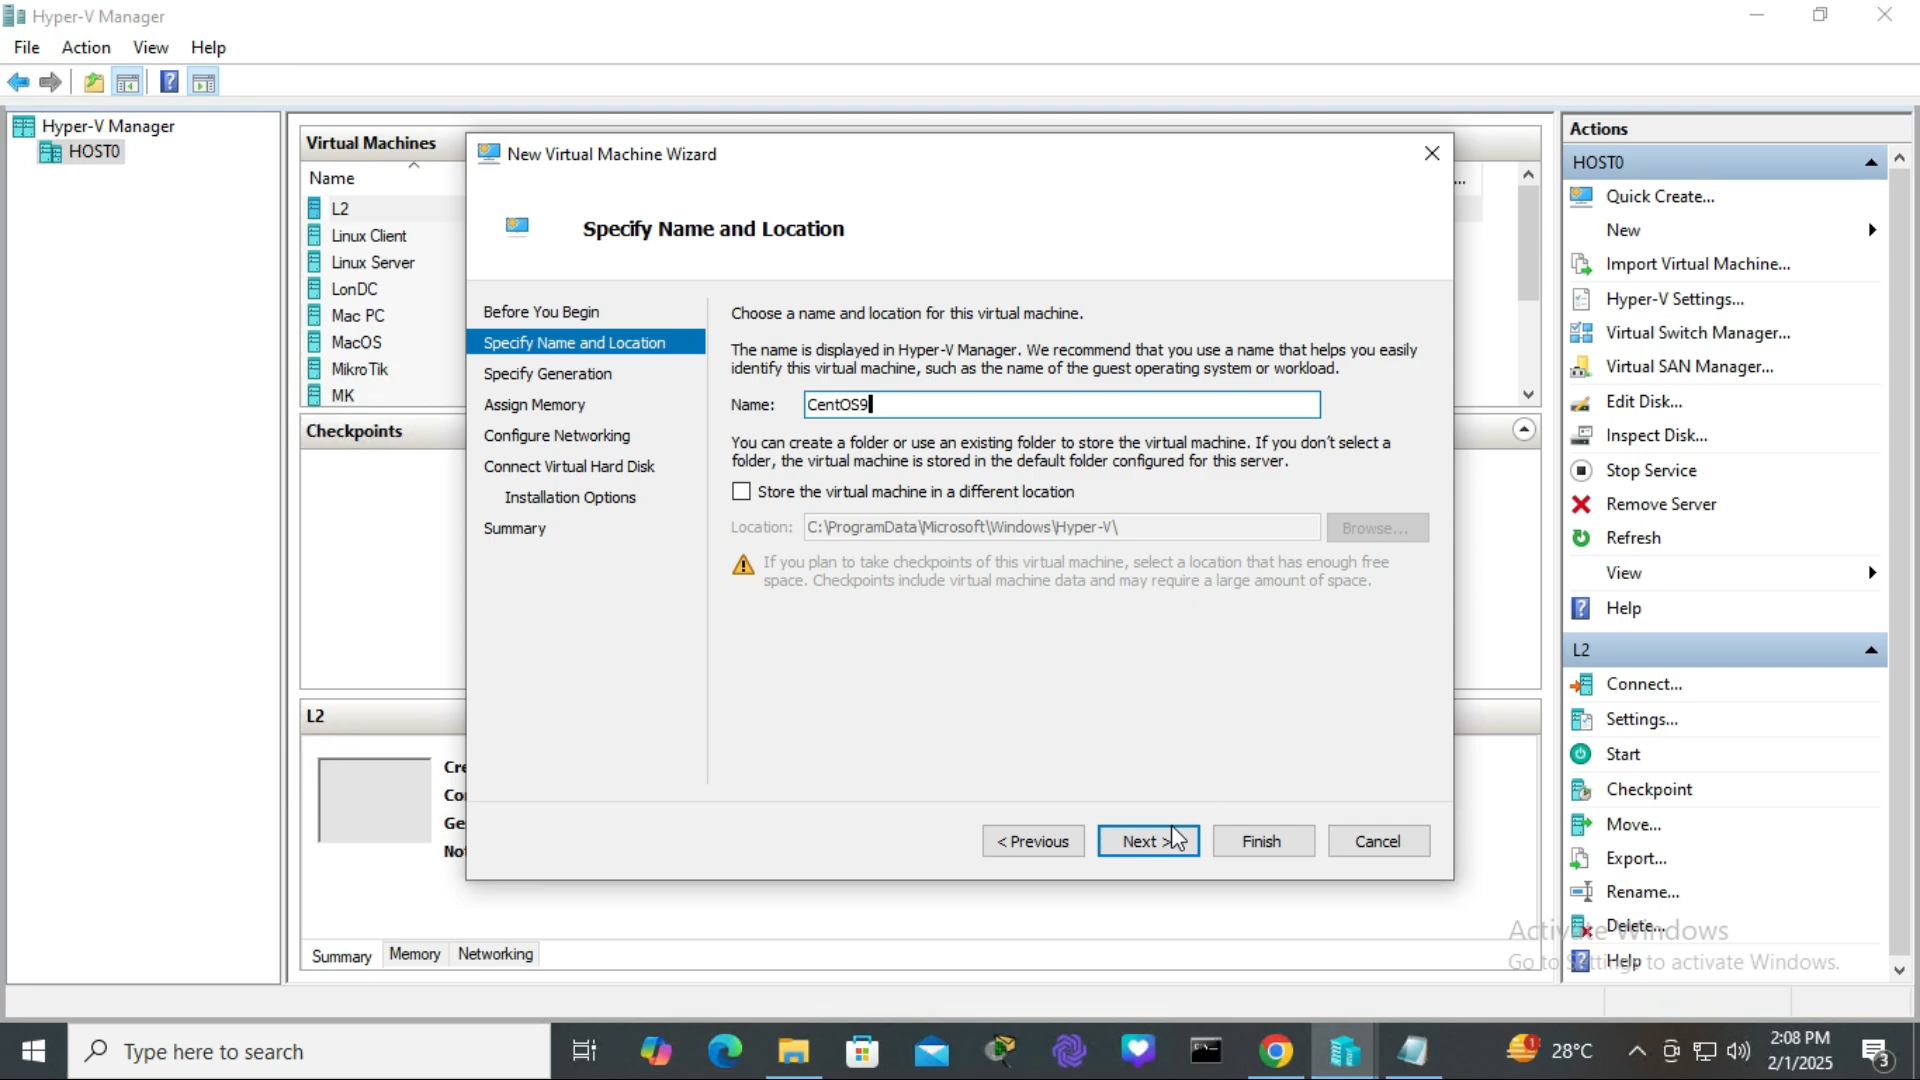 Hyper-V Manager
File Action View Help
Hyper-V Manager
HOST0
Virtual Machines
Name
L2
Linux Client
Linux Server
LonDC
Mac PC
MacOS
MikroTik
MK
Checkpoints
L2
Summary Memory Networking
New Virtual Machine Wizard
Specify Name and Location
Before You Begin
Specify Name and Location
Specify Generation
Assign Memory
Configure Networking
Connect Virtual Hard Disk
Installation Options
Summary
Choose a name and location for this virtual machine.
The name is displayed in Hyper-V Manager. We recommend that you use a name that helps you easily
identify this virtual machine, such as the name of the guest operating system or workload.
Name: CentOS9
You can create a folder or use an existing folder to store the virtual machine. If you don't select a
folder, the virtual machine is stored in the default folder configured for this server.
Store the virtual machine in a different location
Location: C:\ProgramData\Microsoft\Windows\Hyper-V\ Browse...
If you plan to take checkpoints of this virtual machine, select a location that has enough free
space. Checkpoints include virtual machine data and may require a large amount of space.
< Previous Next > Finish Cancel
Actions
HOST0
Quick Create...
New
Import Virtual Machine...
Hyper-V Settings...
Virtual Switch Manager...
Virtual SAN Manager...
Edit Disk...
Inspect Disk...
Stop Service
Remove Server
Refresh
View
Help
L2
Connect...
Settings...
Start
Checkpoint
Move...
Export...
Rename...
Delete...
Help
Activate Windows
Go to Settings to activate Windows.
Type here to search
28°C
2:08 PM
2/1/2025
3